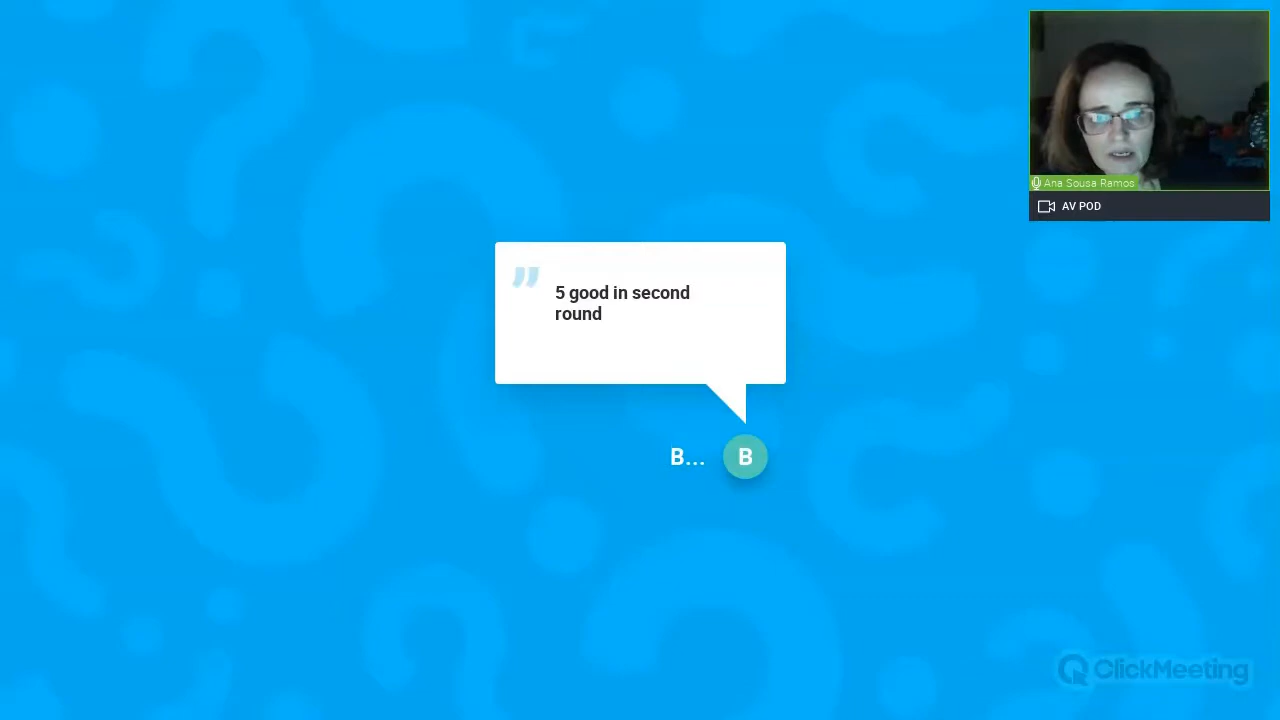 Ana Sousa Ramos
AV POD
5 good in second
round
B...
B
ClickMeeting